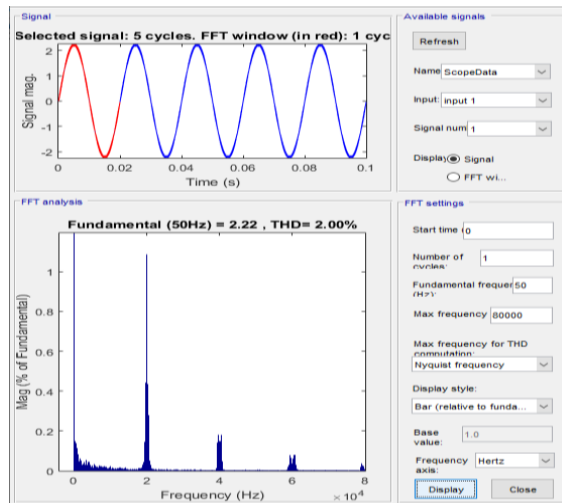 Signal
Selected signal: 5 cycles. FFT window (in red): 1 cyc
2
1
0
-1
-2
Signal mag.
0
0.02
0.04
0.06
0.08
0.1
Time (s)
FFT analysis
Fundamental (50Hz) = 2.22 , THD= 2.00%
1
0.8
0.6
0.4
0.2
0
Mag (% of Fundamental)
0
2
4
6
8
Frequency (Hz)
× 10^4
Available signals
Refresh
Name
ScopeData
Input:
input 1
Signal num
1
Display
Signal
FFT wi...
FFT settings
Start time
0
Number of
cycles:
1
Fundamental frequen
(Hz):
50
Max frequency
80000
Max frequency for THD
computation:
Nyquist frequency
Display style:
Bar (relative to funda...
Base
value:
1.0
Frequency
axis:
Hertz
Display
Close